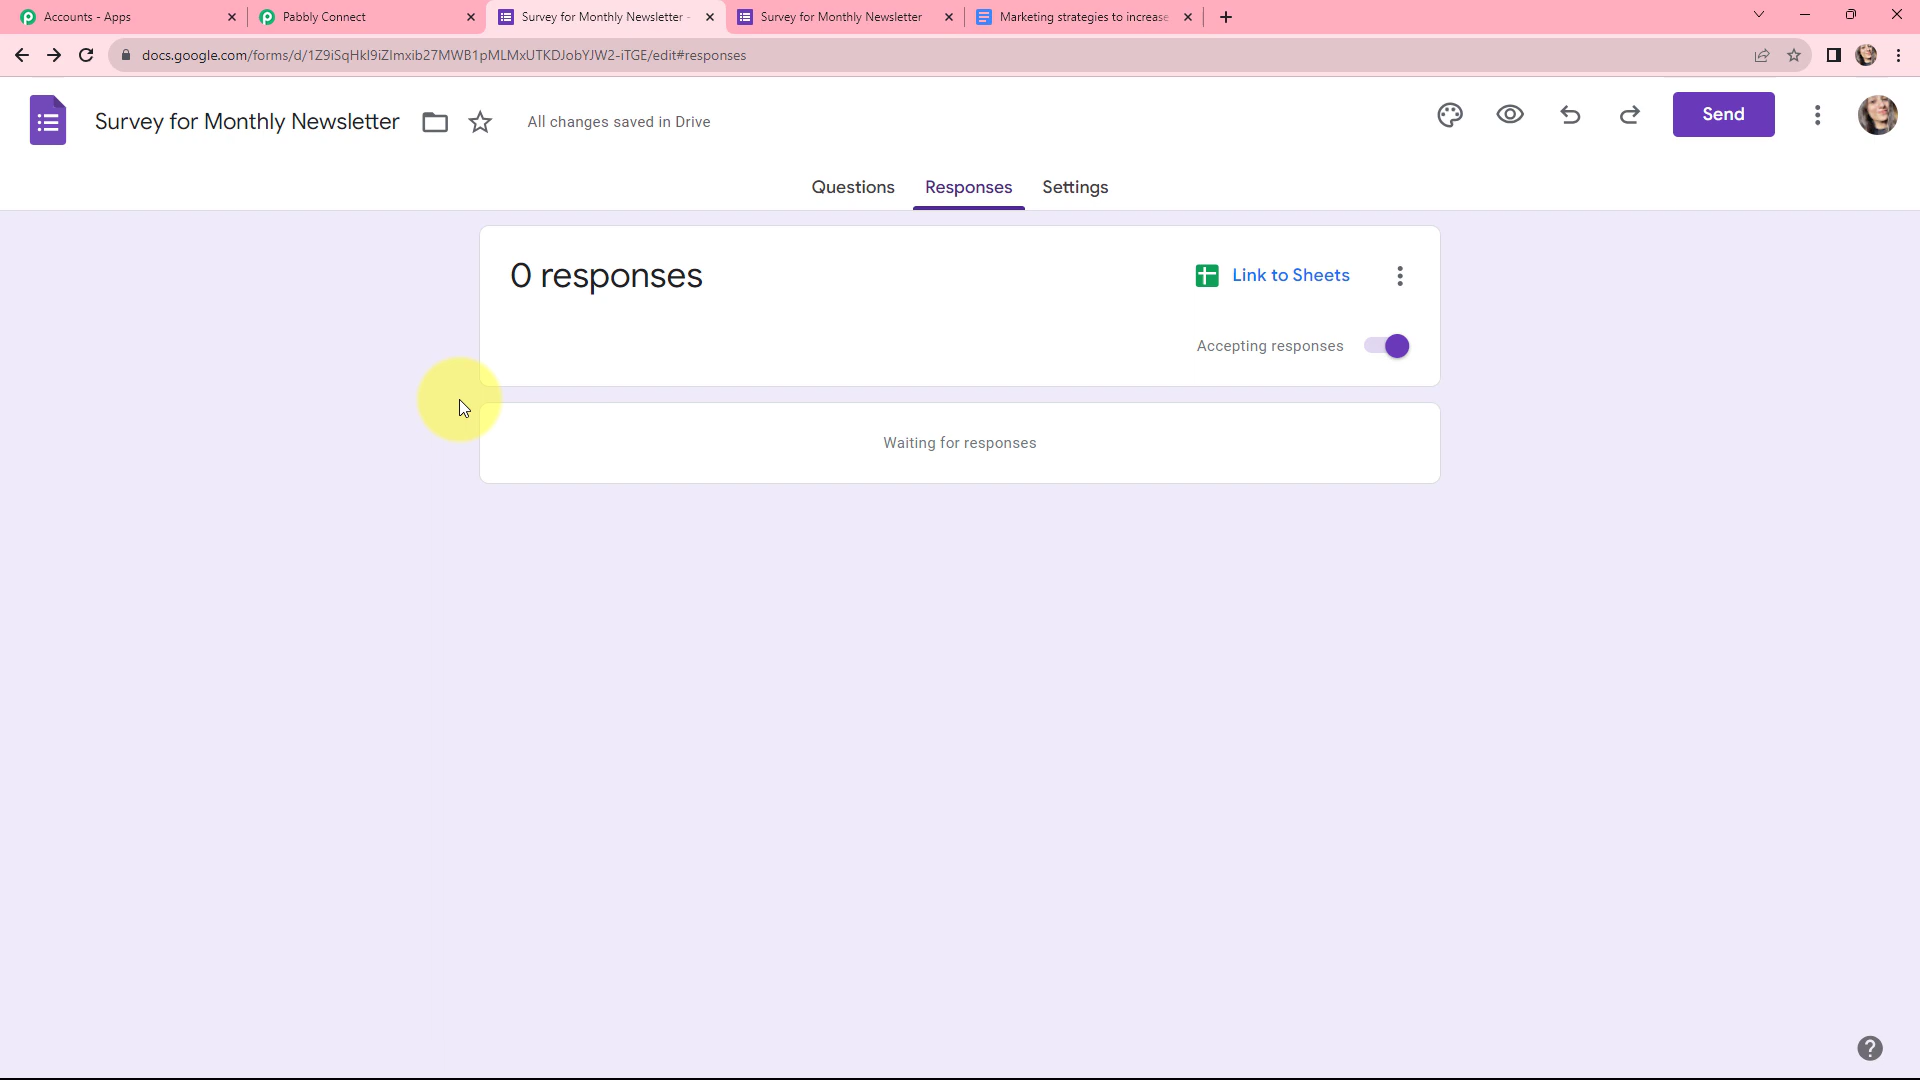 Accounts - Apps
Pabbly Connect
Survey for Monthly Newsletter -
Survey for Monthly Newsletter
Marketing strategies to increase
docs.google.com/forms/d/1Z9iSqHkl9iZlmxib27MWB1pMLMxUTKDJobYJW2-iTGE/edit#responses
Survey for Monthly Newsletter
All changes saved in Drive
Send
Questions
Responses
Settings
0 responses
Link to Sheets
Accepting responses
Waiting for responses